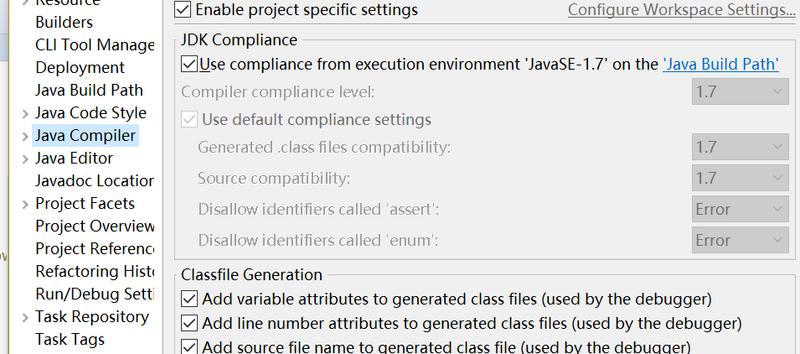 Resource
Builders
CLI Tool Manage
Deployment
Java Build Path
Java Code Style
Java Compiler
Java Editor
Javadoc Location
Project Facets
Project Overview
Project Referenc
Refactoring Histo
Run/Debug Setti
Task Repository
Task Tags
Enable project specific settings
Configure Workspace Settings...
JDK Compliance
Use compliance from execution environment 'JavaSE-1.7' on the 'Java Build Path'
Compiler compliance level: 1.7
Use default compliance settings
Generated .class files compatibility: 1.7
Source compatibility: 1.7
Disallow identifiers called 'assert': Error
Disallow identifiers called 'enum': Error
Classfile Generation
Add variable attributes to generated class files (used by the debugger)
Add line number attributes to generated class files (used by the debugger)
Add source file name to generated class file (used by the debugger)